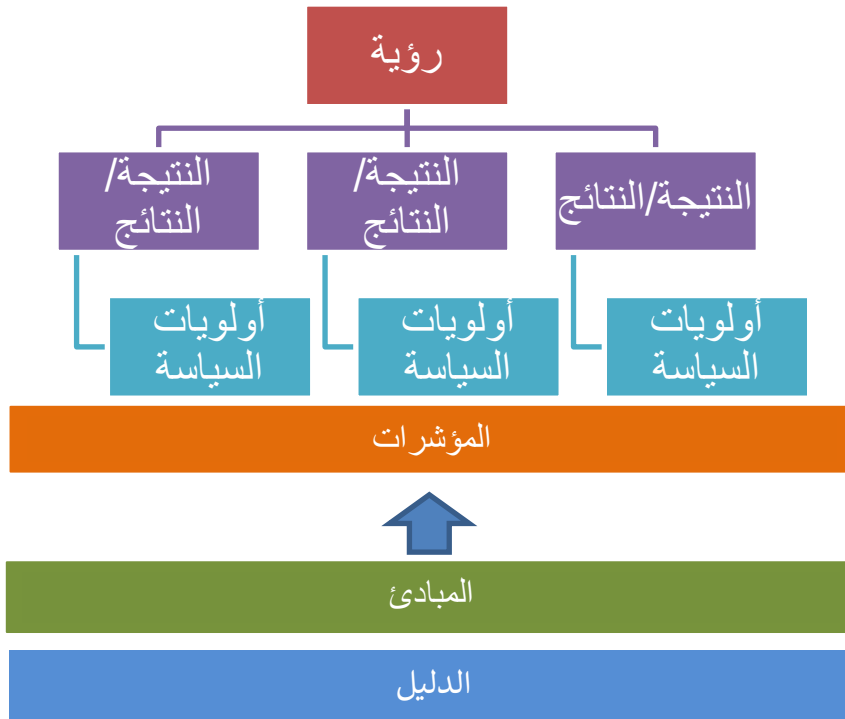 رؤية
النتيجة/النتائج
النتيجة/
النتائج
النتيجة/
النتائج
أولويات
السياسة
أولويات
السياسة
أولويات
السياسة
المؤشرات
المبادئ
الدليل